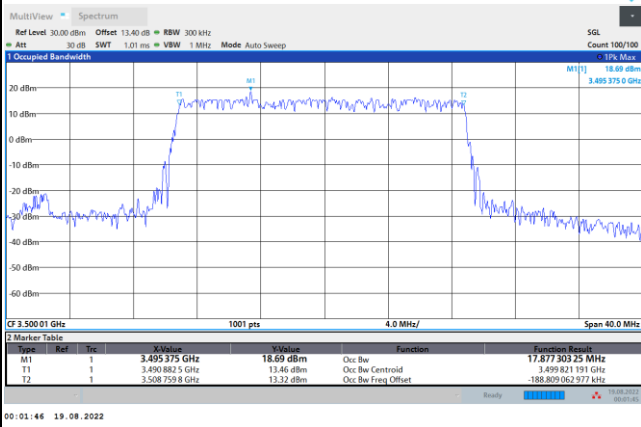 MultiView Spectrum
Ref Level 30.00 dBm Offset 13.40 dB RBW 300 kHz SGL
Att 30 dB SWT 1.01 ms VBW 1 MHz Mode Auto Sweep Count 100/100
1 Occupied Bandwidth 1Pk Max
M1[1] 18.69 dBm
3.495 375 0 GHz
M1
T1 T2
20 dBm
10 dBm
0 dBm
-10 dBm
-20 dBm
-30 dBm
-40 dBm
-50 dBm
-60 dBm
CF 3.500 01 GHz 1001 pts 4.0 MHz/ Span 40.0 MHz
2 Marker Table
Type Ref Trc X-Value Y-Value Function Function Result
M1 1 3.495 375 GHz 18.69 dBm Occ Bw 17.877 303 25 MHz
T1 1 3.490 882 5 GHz 13.46 dBm Occ Bw Centroid 3.499 821 191 GHz
T2 1 3.508 759 8 GHz 13.32 dBm Occ Bw Freq Offset -188.809 062 977 kHz
Ready 19.08.2022
00:01:45
00:01:46 19.08.2022